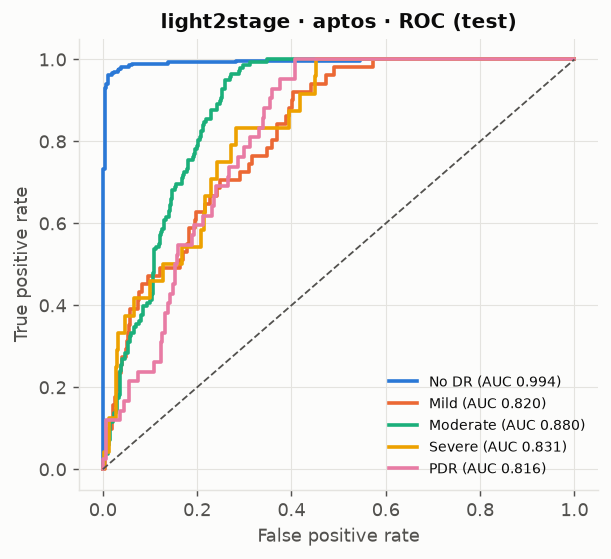 light2stage · aptos · ROC (test)
True positive rate
1.0
0.8
0.6
0.4
0.2
0.0
No DR (AUC 0.994)
Mild (AUC 0.820)
Moderate (AUC 0.880)
Severe (AUC 0.831)
PDR (AUC 0.816)
0.0 0.2 0.4 0.6 0.8 1.0
False positive rate